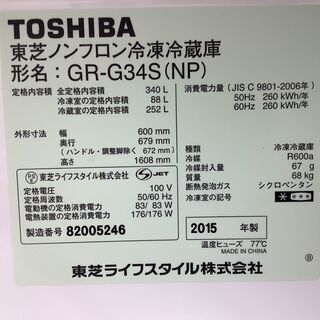 TOSHIBA
東芝ノンフロン冷凍冷蔵庫
形名：GR-G34S(NP)
定格内容積 全定格内容積 340 L
冷凍室の容積 88 L
冷蔵室の容積 252 L
消費電力量 (JIS C 9801-2006年)
50Hz 260 kWh/年
60Hz 260 kWh/年
外形寸法 幅 600 mm
奥行 679 mm
(ハンドル・調整脚除く 672 mm)
高さ 1608 mm
種類 冷凍冷蔵庫
冷媒 R600a
冷媒封入量 67 g
質量 68 kg
断熱発泡ガス シクロペンタン
冷凍室の記号
PS E 東芝ライフスタイル株式会社 JET
定格電圧 100 V
定格周波数 50/60 Hz
電動機の定格消費電力 83/ 83 W
電熱装置の定格消費電力 176/176 W
製造番号 82005246
2015 年製
温度ヒューズ 77℃
MADE IN CHINA
東芝ライフスタイル株式会社
B